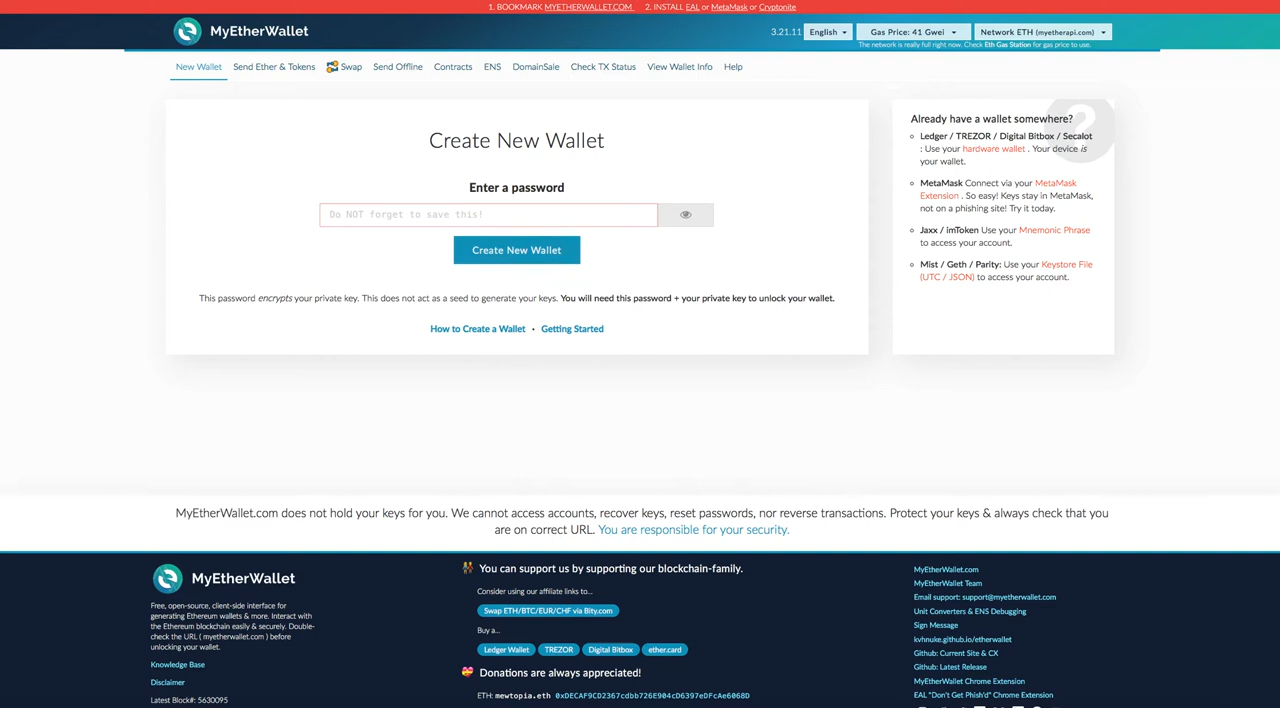 1. BOOKMARK MYETHERWALLET.COM 2. INSTALL EAL or MetaMask or Cryptonite
MyEtherWallet
3.21.11 English Gas Price: 41 Gwei Network ETH (myetherapi.com)
The network is really full right now. Check Eth Gas Station for gas price to use.
New Wallet Send Ether & Tokens Swap Send Offline Contracts ENS DomainSale Check TX Status View Wallet Info Help
Create New Wallet
Enter a password
Do NOT forget to save this!
Create New Wallet
This password encrypts your private key. This does not act as a seed to generate your keys. You will need this password + your private key to unlock your wallet.
How to Create a Wallet • Getting Started
?
Already have a wallet somewhere?
Ledger / TREZOR / Digital Bitbox / Secalot
: Use your hardware wallet . Your device is
your wallet.
MetaMask Connect via your MetaMask
Extension . So easy! Keys stay in MetaMask,
not on a phishing site! Try it today.
Jaxx / imToken Use your Mnemonic Phrase
to access your account.
Mist / Geth / Parity: Use your Keystore File
(UTC / JSON) to access your account.
MyEtherWallet.com does not hold your keys for you. We cannot access accounts, recover keys, reset passwords, nor reverse transactions. Protect your keys & always check that you
are on correct URL. You are responsible for your security.
MyEtherWallet
Free, open-source, client-side interface for
generating Ethereum wallets & more. Interact with
the Ethereum blockchain easily & securely. Double-
check the URL ( myetherwallet.com ) before
unlocking your wallet.
Knowledge Base
Disclaimer
Latest Block#: 5630095
You can support us by supporting our blockchain-family.
Consider using our affiliate links to...
Swap ETH/BTC/EUR/CHF via Bity.com
Buy a...
Ledger Wallet TREZOR Digital Bitbox ether.card
Donations are always appreciated!
ETH: mewtopia.eth 0xDECAF9CD2367cdbb726E904cD6397eDFcAe6068D
MyEtherWallet.com
MyEtherWallet Team
Email support: support@myetherwallet.com
Unit Converters & ENS Debugging
Sign Message
kvhnuke.github.io/etherwallet
Github: Current Site & CX
Github: Latest Release
MyEtherWallet Chrome Extension
EAL "Don't Get Phish'd" Chrome Extension